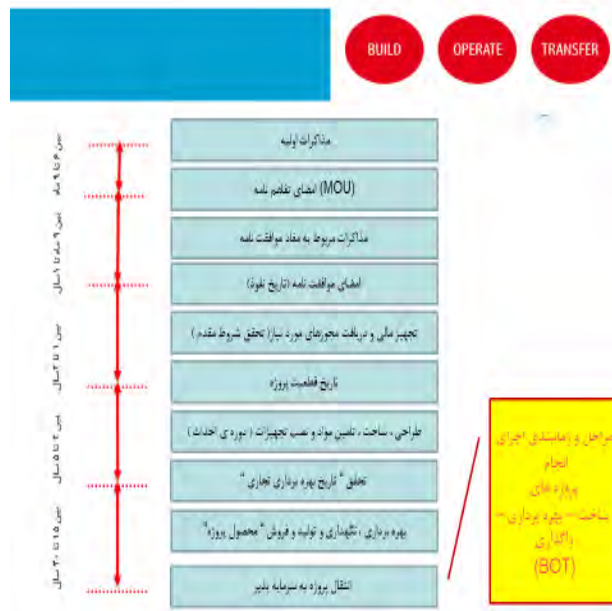 BUILD
OPERATE
TRANSFER
مذاکرات اولیه
امضای تفاهم نامه (MOU)
مذاکرات مربوط به مفاد موافقت نامه
امضای موافقت نامه (تاریخ نفوذ)
تجهیز مالی و دریافت مجوزهای مورد نیاز( تحقق شروط مقدم )
تاریخ قطعیت پروژه
طراحی ، ساخت ، تامین مواد و نصب تجهیزات ( دوره ی احداث )
تحقق " تاریخ بهره برداری تجاری "
بهره برداری ، نگهداری و تولید و فروش " محصول پروژه"
انتقال پروژه به سرمایه پذیر
بین ۶ تا ۹ ماه
بین ۹ ماه تا ۱ سال
بین ۱ تا ۲ سال
بین ۲ تا ۵ سال
بین ۱۵ تا ۲۰ سال
مراحل و زمانبندی اجرای
انجام
پروژه های
ساخت– بهره برداری–
واگذاری
(BOT)